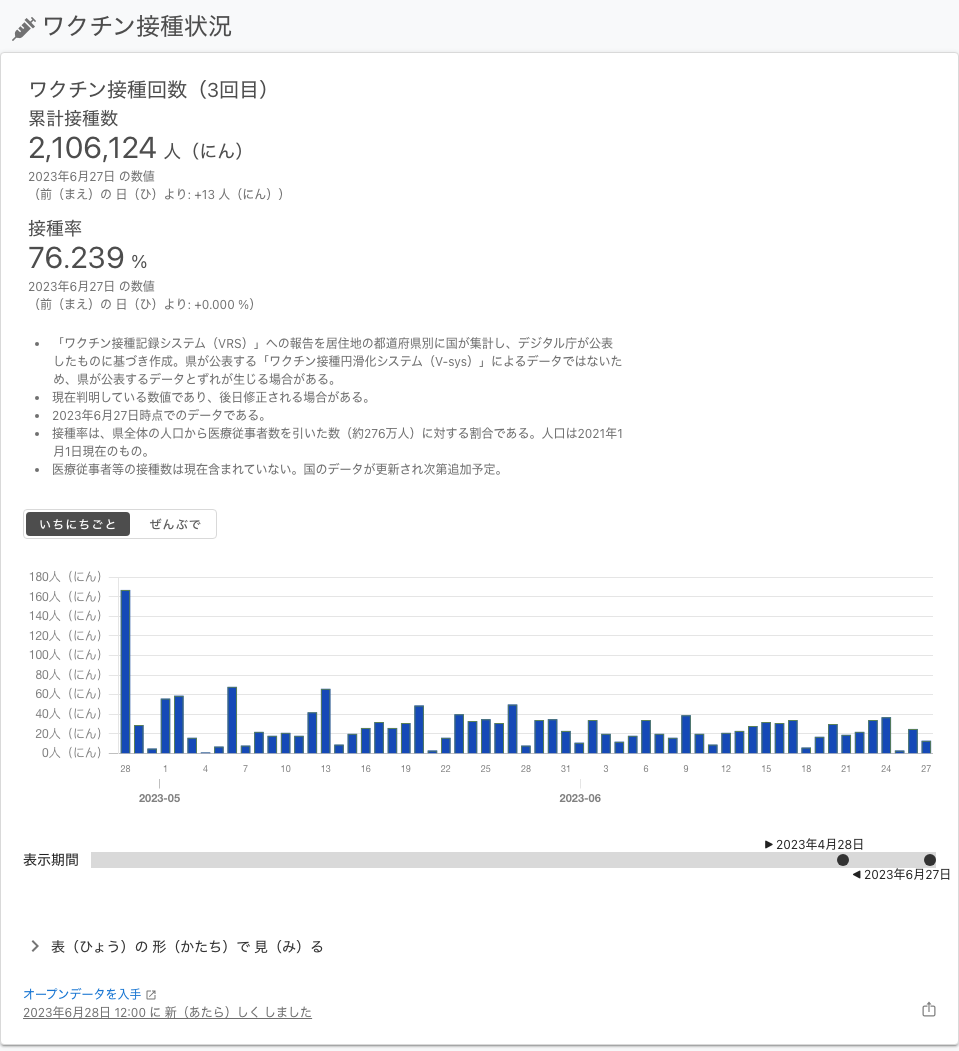 ワクチン接種状況
ワクチン接種回数（3回目）
累計接種数
2,106,124 人（にん）
2023年6月27日 の数値
（前（まえ）の 日（ひ）より: +13 人（にん））
接種率
76.239 %
2023年6月27日 の数値
（前（まえ）の 日（ひ）より: +0.000 %）
• 「ワクチン接種記録システム（VRS）」への報告を居住地の都道府県別に国が集計し、デジタル庁が公表
したものに基づき作成。県が公表する「ワクチン接種円滑化システム（V-sys）」によるデータではないた
め、県が公表するデータとずれが生じる場合がある。
• 現在判明している数値であり、後日修正される場合がある。
• 2023年6月27日時点でのデータである。
• 接種率は、県全体の人口から医療従事者数を引いた数（約276万人）に対する割合である。人口は2021年1
月1日現在のもの。
• 医療従事者等の接種数は現在含まれていない。国のデータが更新され次第追加予定。
いちにちごと ぜんぶで
180人（にん）
160人（にん）
140人（にん）
120人（にん）
100人（にん）
80人（にん）
60人（にん）
40人（にん）
20人（にん）
0人（にん）
28 1 4 7 10 13 16 19 22 25 28 31 3 6 9 12 15 18 21 24 27
2023-05 2023-06
▶ 2023年4月28日
表示期間
◀ 2023年6月27日
表（ひょう）の 形（かたち）で 見（み）る
オープンデータを入手
2023年6月28日 12:00 に 新（あたら）しく しました